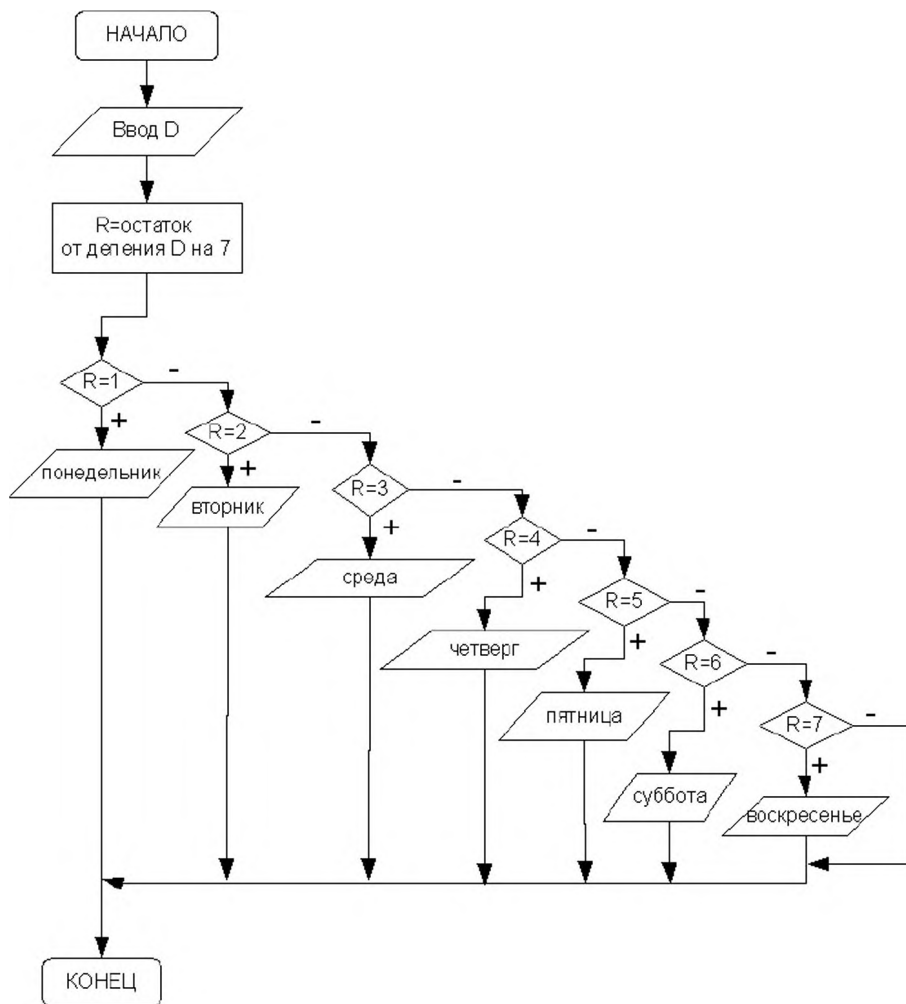 НАЧАЛО
Ввод D
R=остаток
от деления D на 7
R=1
-
+
понедельник
R=2
-
+
вторник
R=3
-
+
среда
R=4
-
+
четверг
R=5
-
+
пятница
R=6
-
+
суббота
R=7
-
+
воскресенье
КОНЕЦ